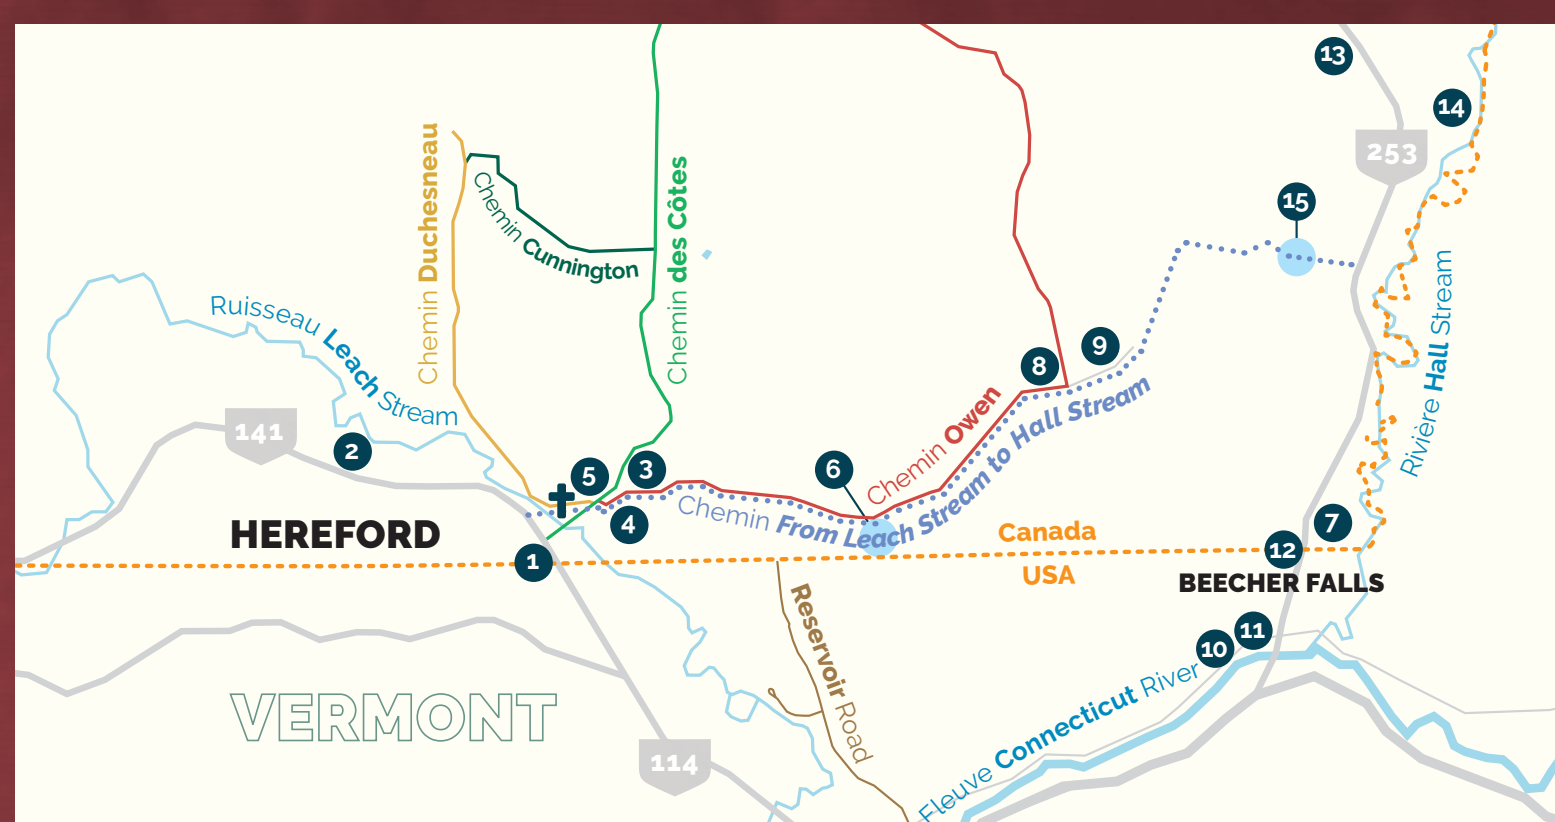 13
14
253
15
Chemin Duchesneau
Chemin Cunnington
Chemin des Côtes
Ruisseau Leach Stream
Rivière Hall Stream
9
8
141
2
5
3
6
Chemin Owen
Chemin From Leach Stream to Hall Stream
4
7
HEREFORD
Canada
12
1
USA
BEECHER FALLS
11
10
Reservoir Road
VERMONT
Fleuve Connecticut River
114